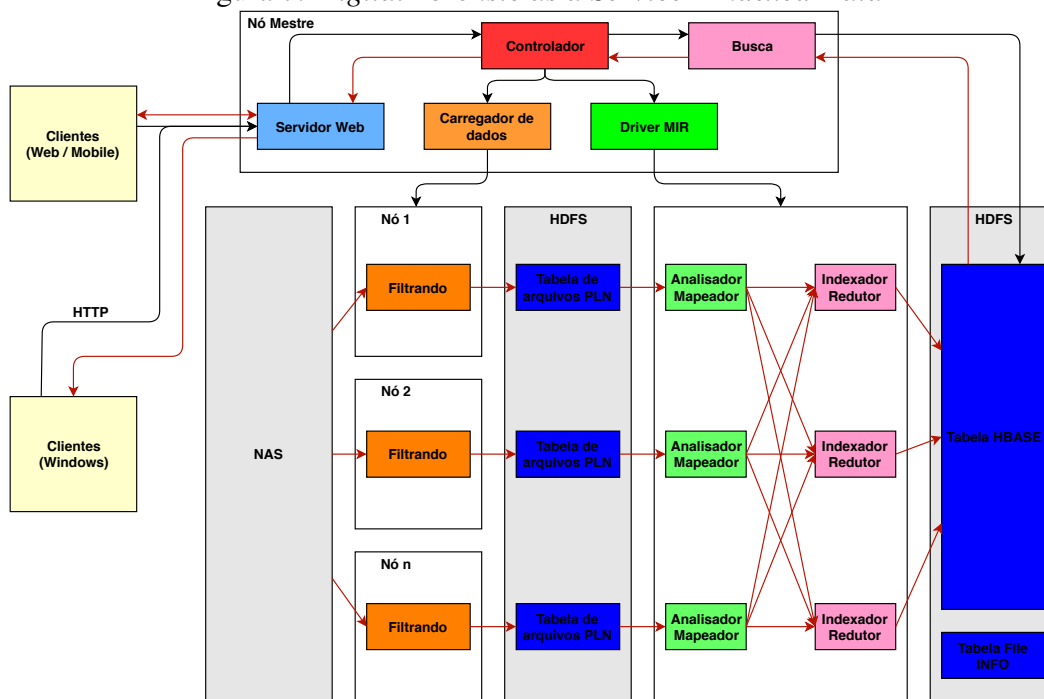 Nó Mestre
Controlador
Busca
Clientes
(Web / Mobile)
Servidor Web
Carregador de
dados
Driver MIR
Nó 1
HDFS
HDFS
Filtrando
Tabela de
arquivos PLN
Analisador
Mapeador
Indexador
Redutor
HTTP
Nó 2
Clientes
(Windows)
NAS
Filtrando
Tabela de
arquivos PLN
Analisador
Mapeador
Indexador
Redutor
Tabela HBASE
Nó n
Filtrando
Tabela de
arquivos PLN
Analisador
Mapeador
Indexador
Redutor
Tabela File
INFO